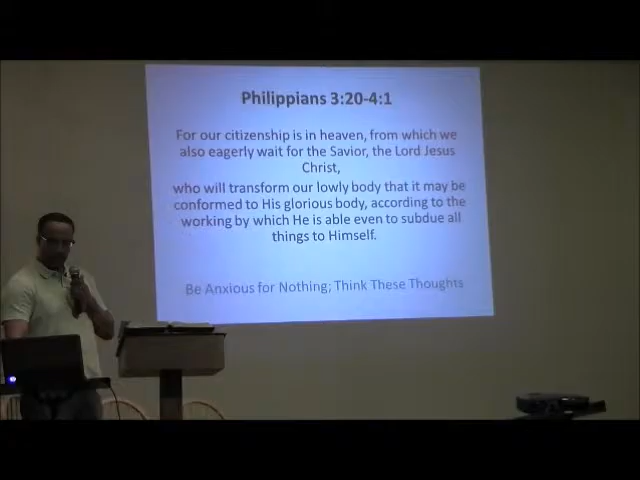 Philippians 3:20-4:1
For our citizenship is in heaven, from which we
also eagerly wait for the Savior, the Lord Jesus
Christ,
who will transform our lowly body that it may be
conformed to His glorious body, according to the
working by which He is able even to subdue all
things to Himself.
Be Anxious for Nothing; Think These Thoughts